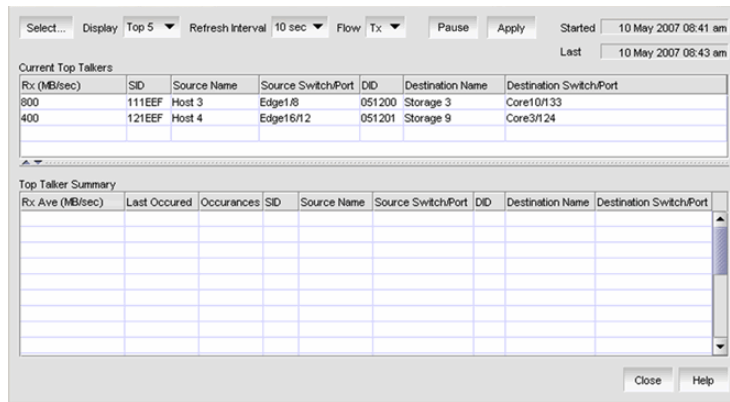 Select... Display Top 5 Refresh Interval 10 sec Flow Tx Pause Apply Started 10 May 2007 08:41 am
Last 10 May 2007 08:43 am
Current Top Talkers
Rx (MB/sec) SID Source Name Source Switch/Port DID Destination Name Destination Switch/Port
800 111EEF Host 3 Edge1/8 051200 Storage 3 Core10/133
400 121EEF Host 4 Edge16/12 051201 Storage 9 Core3/124
Top Talker Summary
Rx Ave (MB/sec) Last Occured Occurances SID Source Name Source Switch/Port DID Destination Name Destination Switch/Port
Close Help